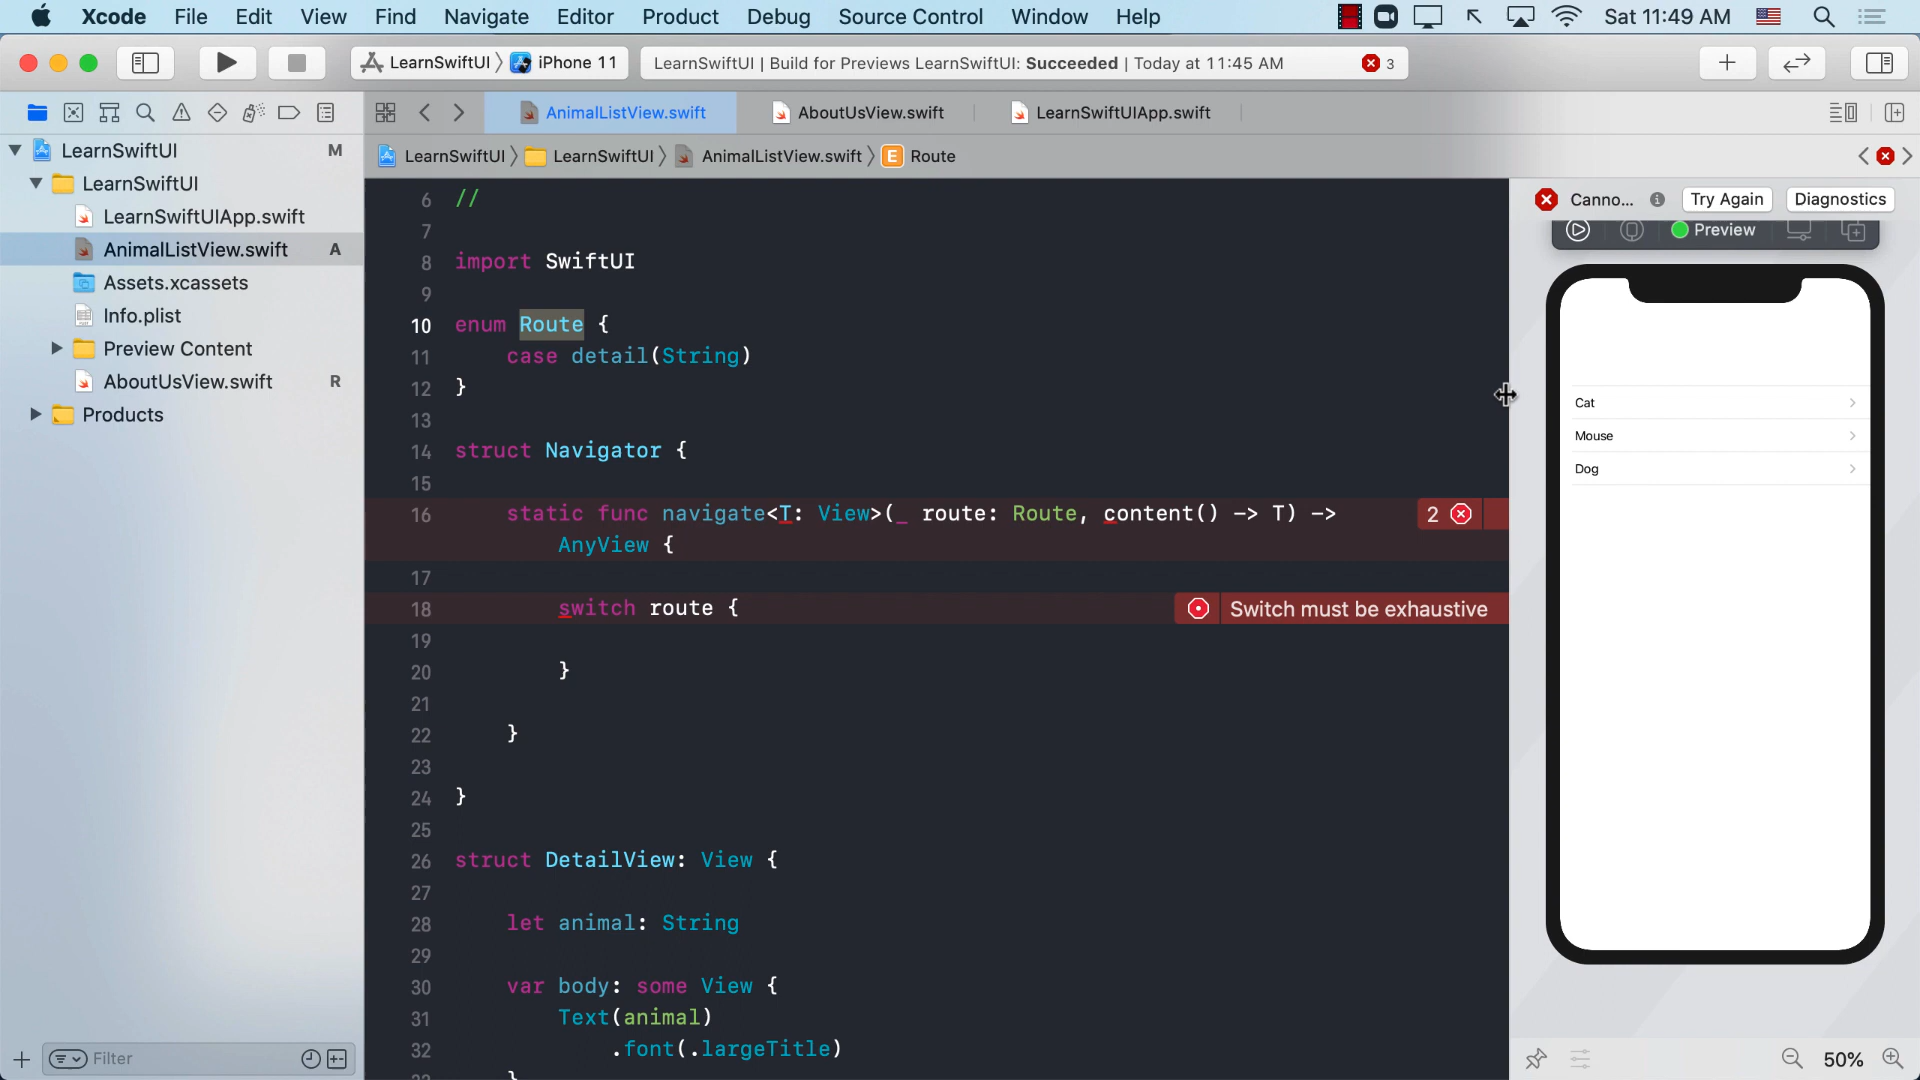 Xcode File Edit View Find Navigate Editor Product Debug Source Control Window Help Sat 11:49 AM
LearnSwiftUI 〉 iPhone 11 LearnSwiftUI | Build for Previews LearnSwiftUI: Succeeded | Today at 11:45 AM 3
AnimalListView.swift AboutUsView.swift LearnSwiftUIApp.swift
LearnSwiftUI 〉 LearnSwiftUI 〉 AnimalListView.swift 〉 E Route
LearnSwiftUI M
LearnSwiftUI
LearnSwiftUIApp.swift
AnimalListView.swift A
Assets.xcassets
Info.plist
Preview Content
AboutUsView.swift R
Products
Filter
6 //
7
8 import SwiftUI
9
10 enum Route {
11 case detail(String)
12 }
13
14 struct Navigator {
15
16 static func navigate<T: View>(_ route: Route, content() -> T) -> 2
AnyView {
17
18 switch route { Switch must be exhaustive
19
20 }
21
22 }
23
24 }
25
26 struct DetailView: View {
27
28 let animal: String
29
30 var body: some View {
31 Text(animal)
32 .font(.largeTitle)
}
Canno... Try Again Diagnostics
Preview
Cat
Mouse
Dog
50%